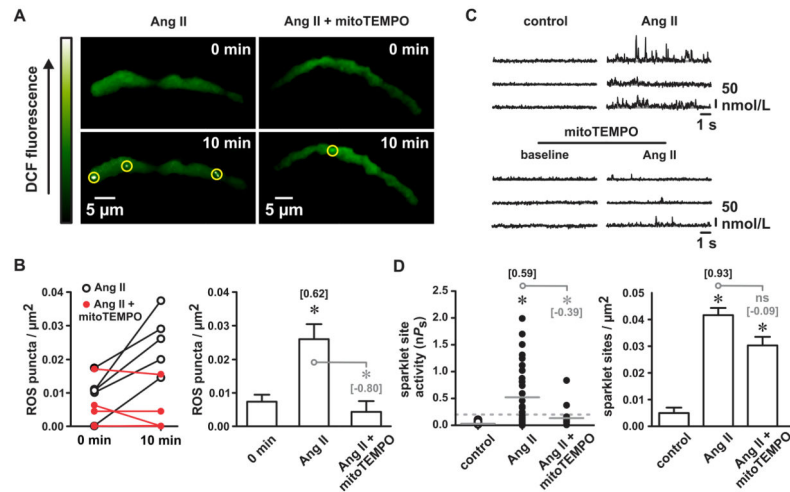 A
Ang II
Ang II + mitoTEMPO
DCF fluorescence
0 min
0 min
10 min
10 min
5 µm
5 µm
C
control
Ang II
50
nmol/L
1 s
mitoTEMPO
baseline
Ang II
50
nmol/L
1 s
B
Ang II
Ang II +
mitoTEMPO
ROS puncta / µm2
0.04
0.03
0.02
0.01
0.00
0 min
10 min
ROS puncta / µm2
0.04
0.03
0.02
0.01
0.00
[0.62]
*
*
[-0.80]
0 min
Ang II
Ang II +
mitoTEMPO
D
sparklet site
activity (nPs)
2.5
2.0
1.5
1.0
0.5
0.0
[0.59]
*
*
[-0.39]
control
Ang II
Ang II +
mitoTEMPO
sparklet sites / µm2
0.05
0.04
0.03
0.02
0.01
0.00
[0.93]
*
ns
[-0.09]
*
control
Ang II
Ang II +
mitoTEMPO